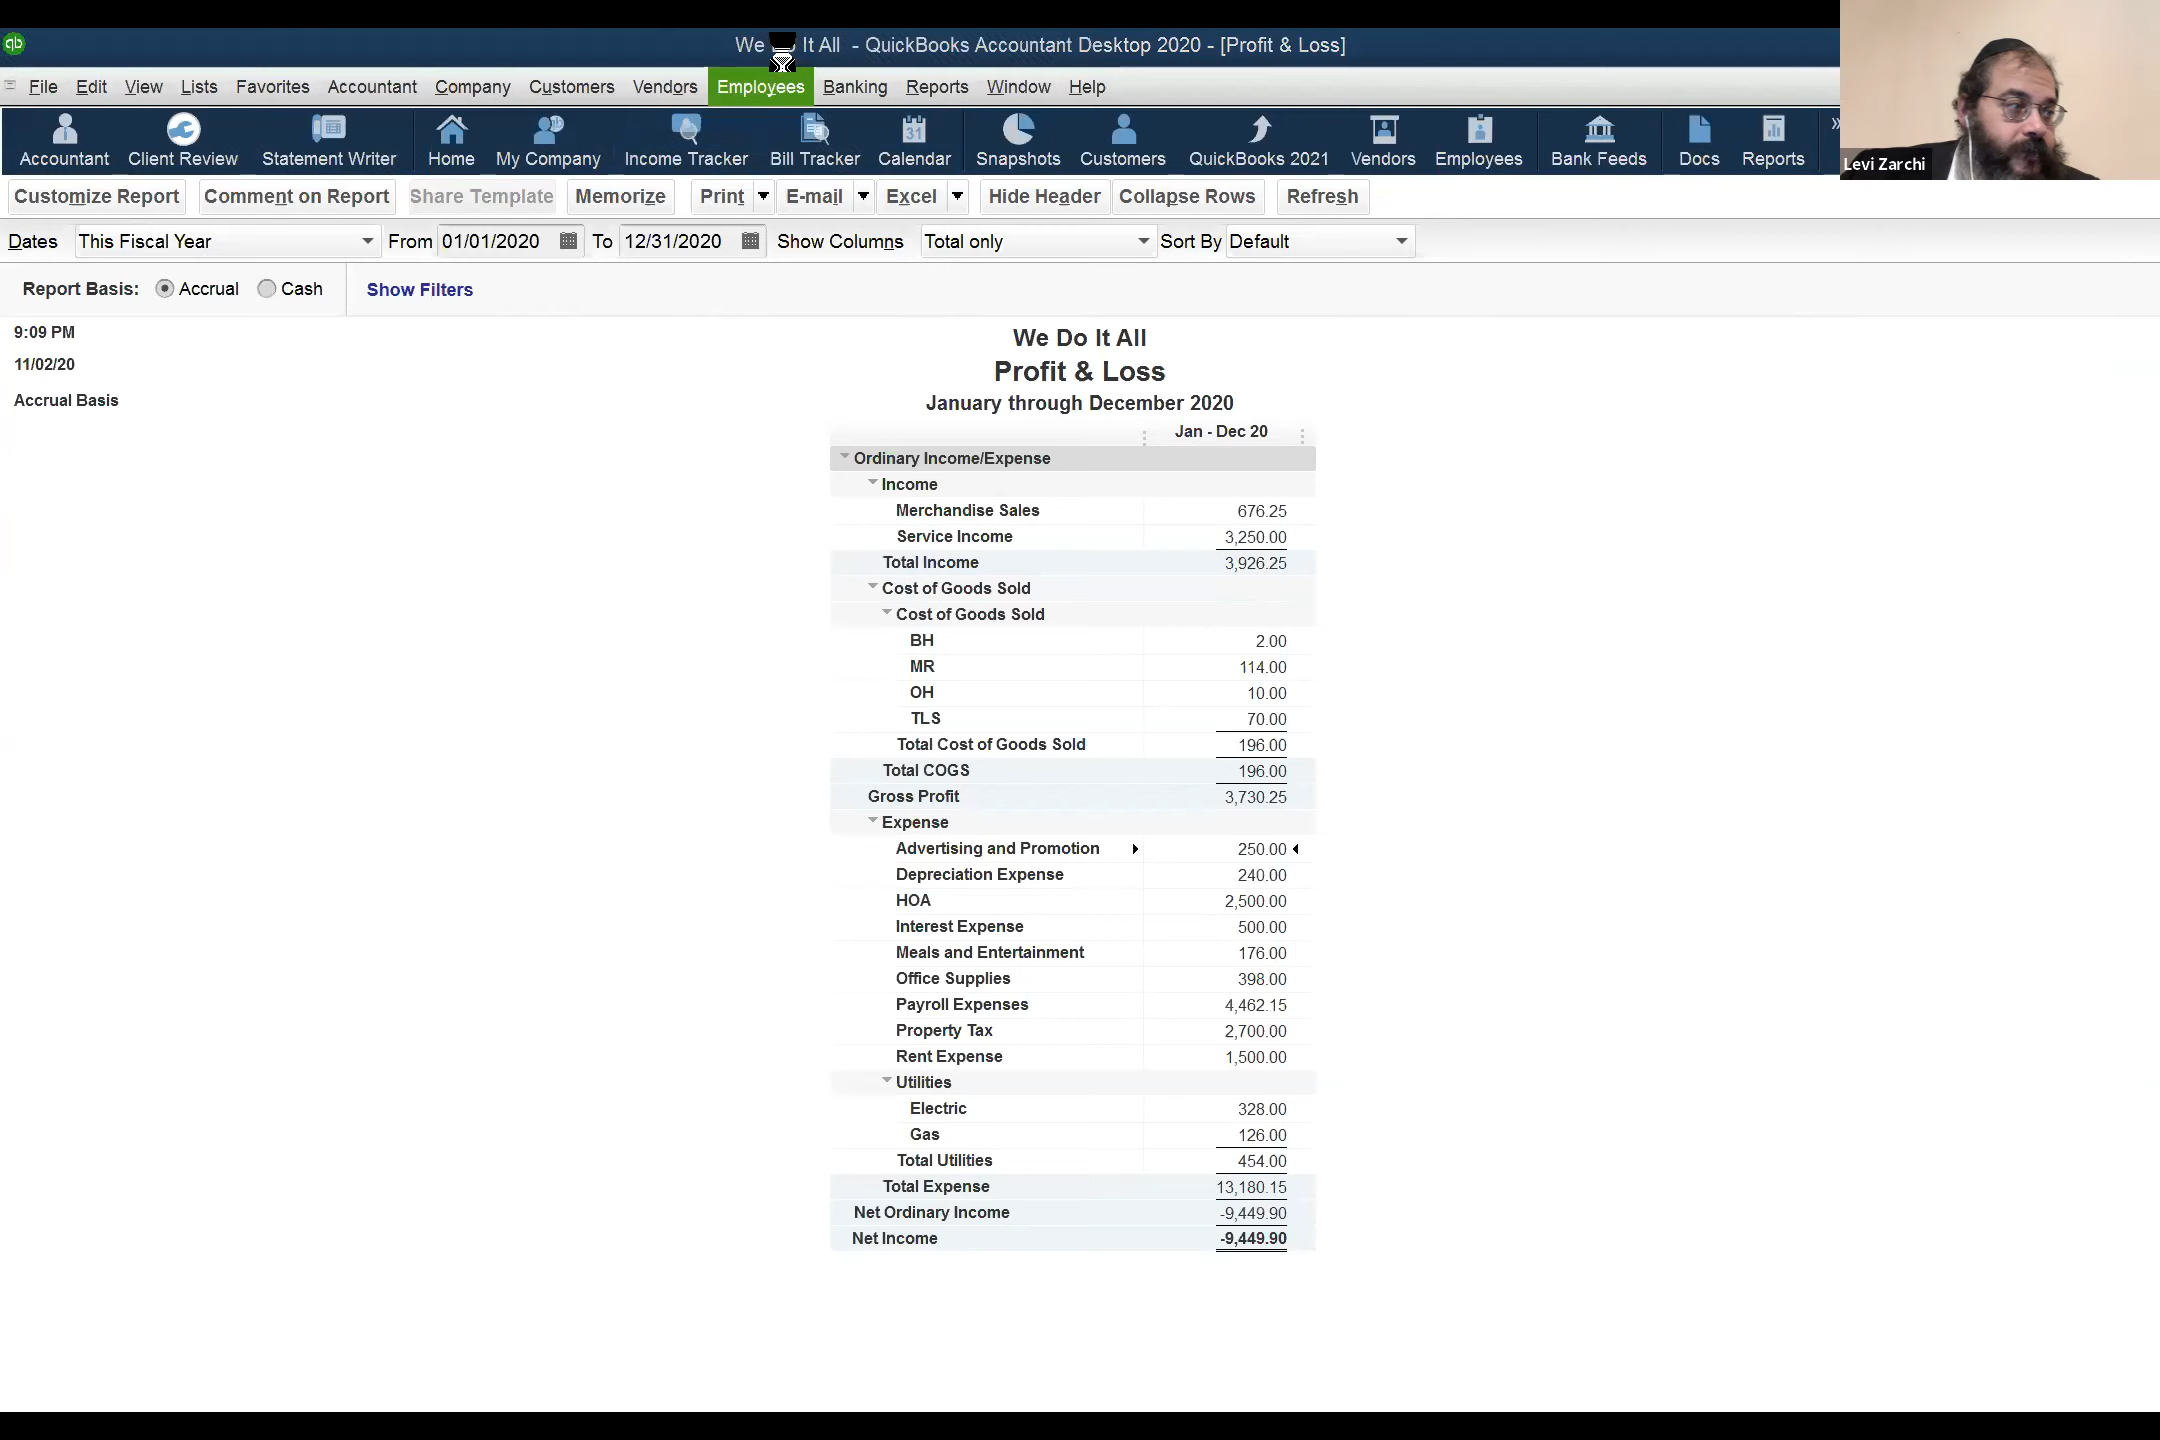 We It All - QuickBooks Accountant Desktop 2020 - [Profit & Loss]
File Edit View Lists Favorites Accountant Company Customers Vendors Employees Banking Reports Window Help
Accountant Client Review Statement Writer Home My Company Income Tracker Bill Tracker Calendar Snapshots Customers QuickBooks 2021 Vendors Employees Bank Feeds Docs Reports
Levi Zarchi
Customize Report Comment on Report Share Template Memorize Print E-mail Excel Hide Header Collapse Rows Refresh
Dates This Fiscal Year From 01/01/2020 To 12/31/2020 Show Columns Total only Sort By Default
Report Basis: Accrual Cash Show Filters
9:09 PM
11/02/20
Accrual Basis
We Do It All
Profit & Loss
January through December 2020
Jan - Dec 20
Ordinary Income/Expense
Income
Merchandise Sales 676.25
Service Income 3,250.00
Total Income 3,926.25
Cost of Goods Sold
Cost of Goods Sold
BH 2.00
MR 114.00
OH 10.00
TLS 70.00
Total Cost of Goods Sold 196.00
Total COGS 196.00
Gross Profit 3,730.25
Expense
Advertising and Promotion 250.00
Depreciation Expense 240.00
HOA 2,500.00
Interest Expense 500.00
Meals and Entertainment 176.00
Office Supplies 398.00
Payroll Expenses 4,462.15
Property Tax 2,700.00
Rent Expense 1,500.00
Utilities
Electric 328.00
Gas 126.00
Total Utilities 454.00
Total Expense 13,180.15
Net Ordinary Income -9,449.90
Net Income -9,449.90